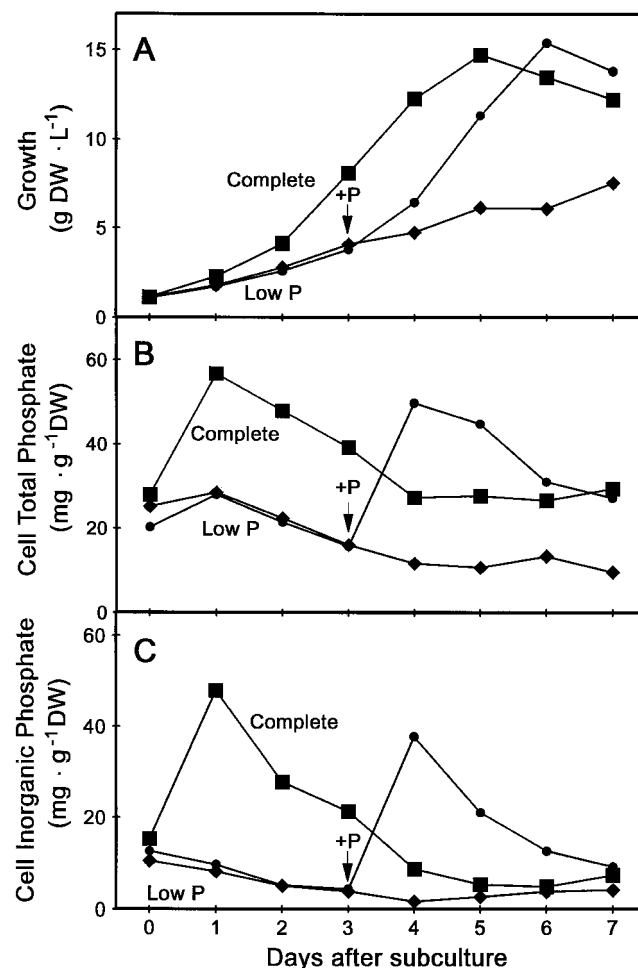 A
15
10
5
0
Growth
(g DW · L⁻¹)
Complete
+P
Low P
B
60
40
20
0
Cell Total Phosphate
(mg · g⁻¹DW)
Complete
+P
Low P
C
60
40
20
0
Cell Inorganic Phosphate
(mg · g⁻¹DW)
Complete
+P
Low P
0 1 2 3 4 5 6 7
Days after subculture